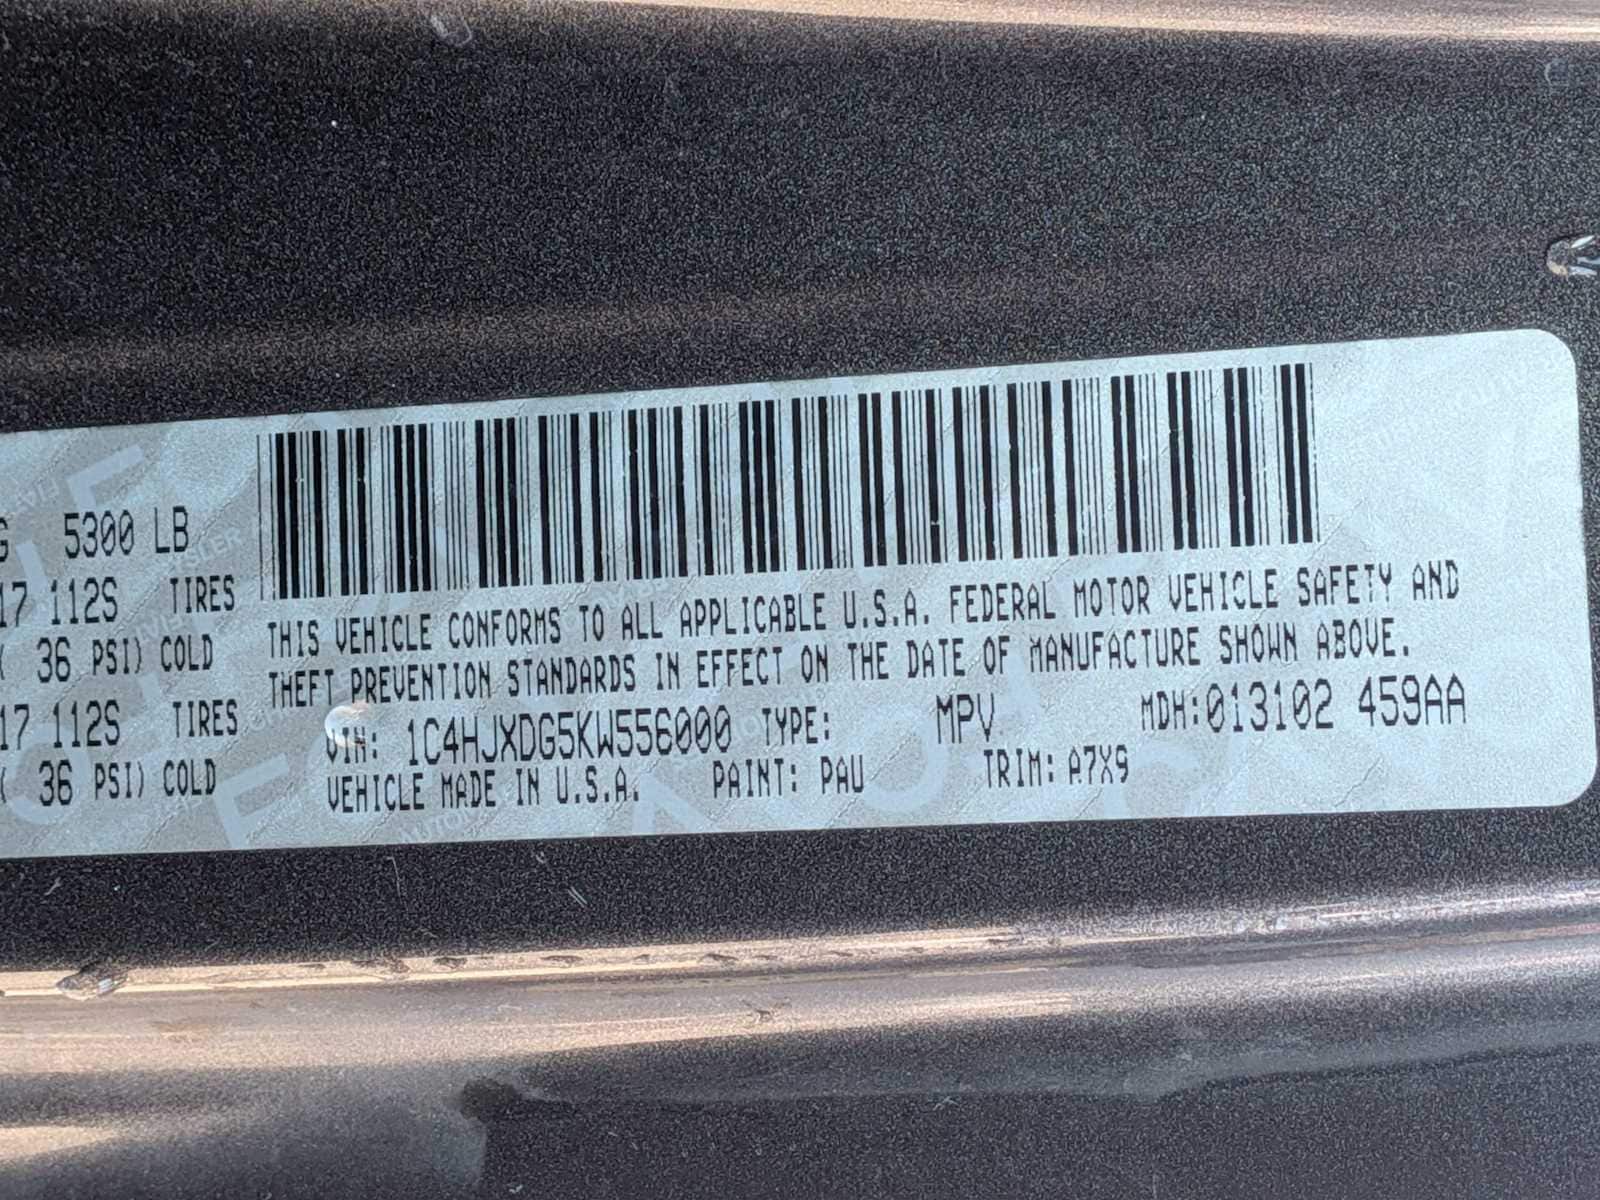 G 5300 LB
17 112S TIRES
( 36 PSI) COLD
17 112S TIRES
( 36 PSI) COLD
THIS VEHICLE CONFORMS TO ALL APPLICABLE U.S.A. FEDERAL MOTOR VEHICLE SAFETY AND
THEFT PREVENTION STANDARDS IN EFFECT ON THE DATE OF MANUFACTURE SHOWN ABOVE.
VIN: 1C4HJXDG5KW556000 TYPE: MPV MDH:013102 459AA
VEHICLE MADE IN U.S.A. PAINT: PAU TRIM: A7X9